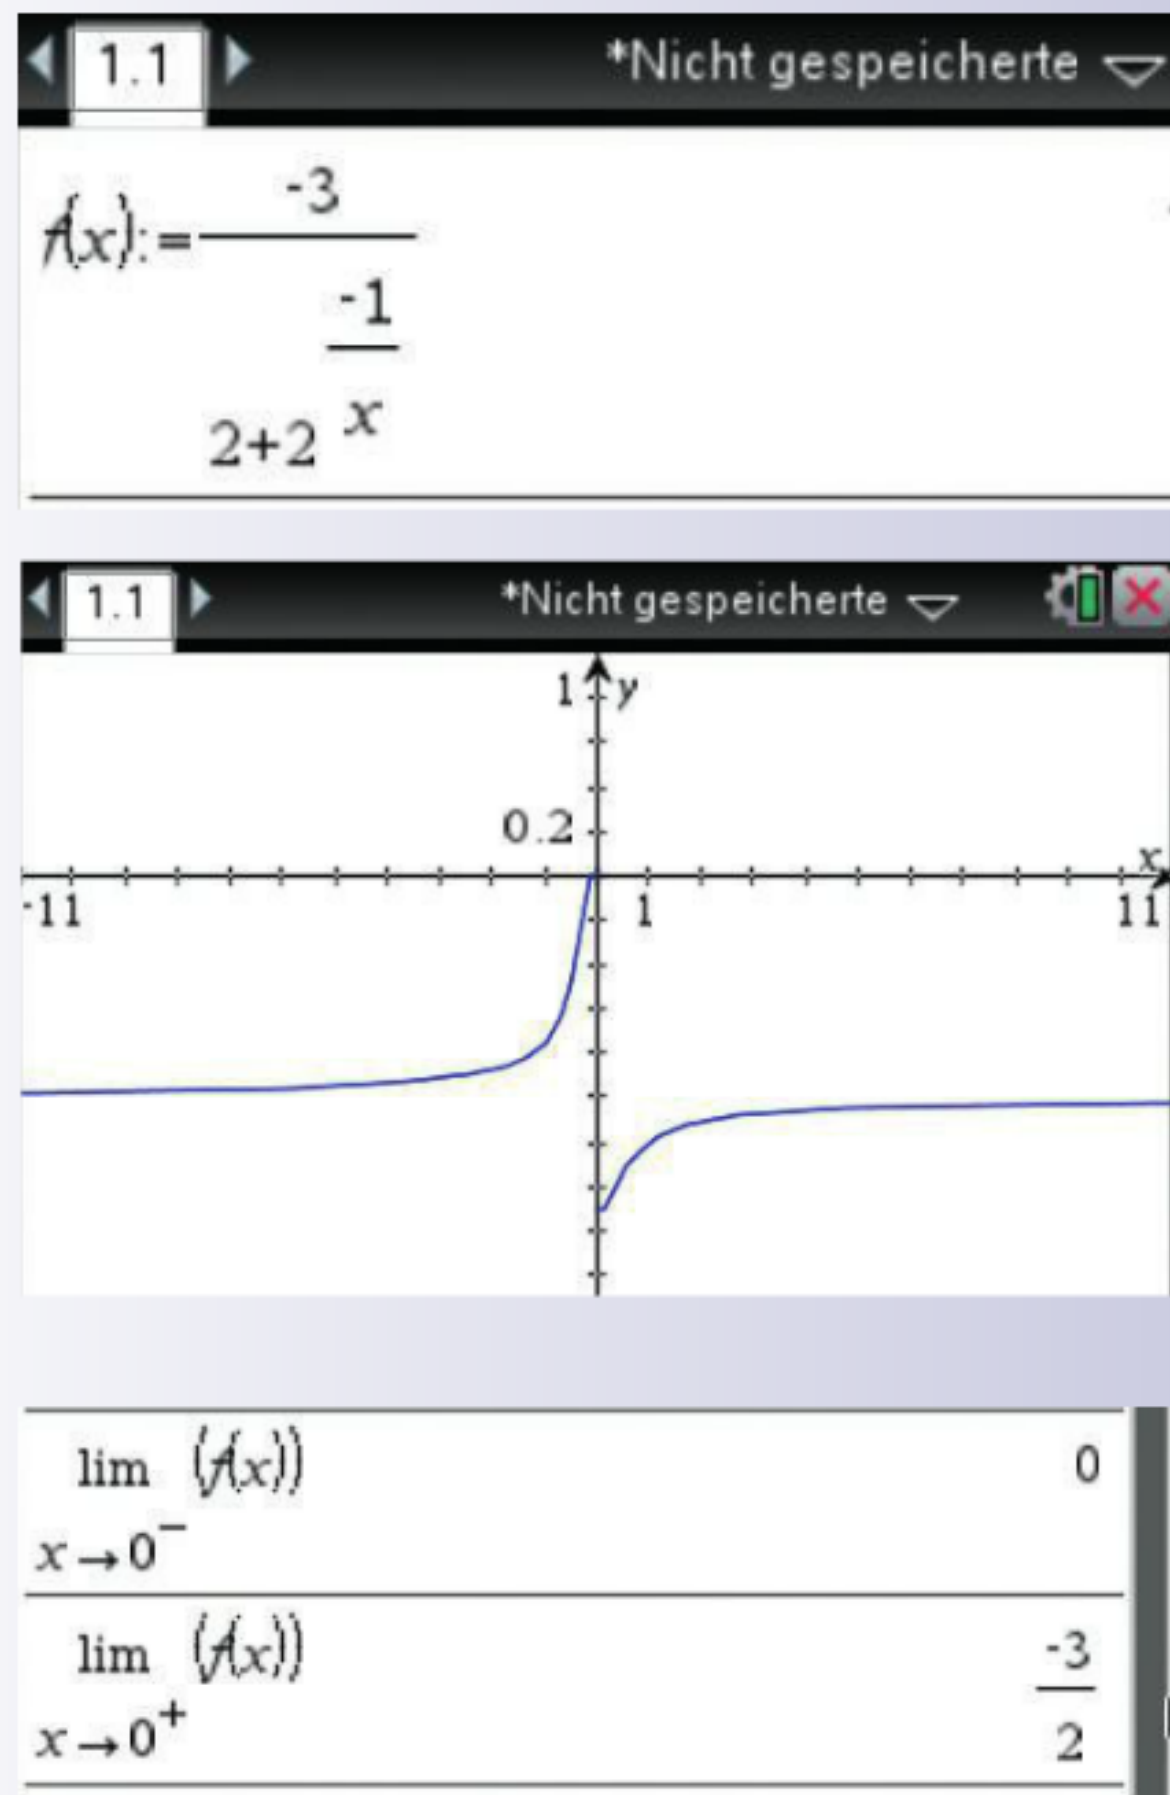 1.1 *Nicht gespeicherte
f(x):=-3/(2+2^(-1/x))
1.1 *Nicht gespeicherte
1 y
0.2
x
-11 1 11
lim (f(x)) 0
x→0⁻
lim (f(x)) -3/2
x→0⁺